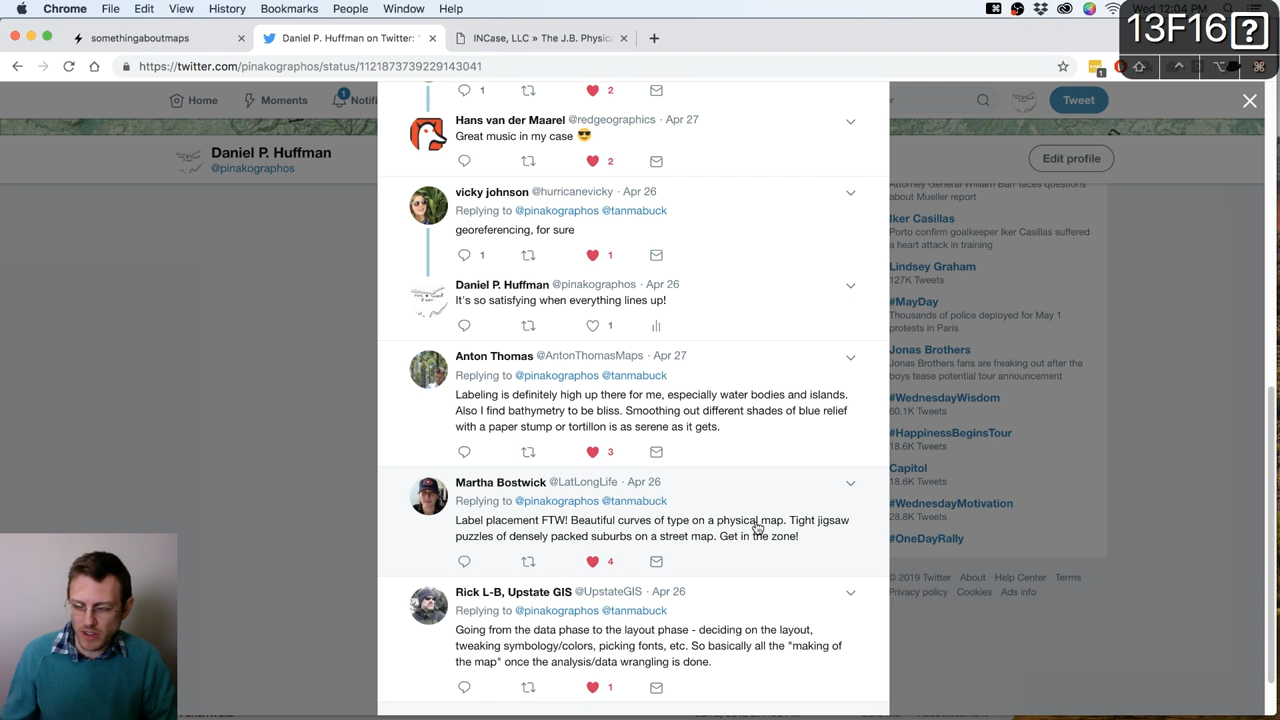 Chrome File Edit View History Bookmarks People Window Help
Wed 12:04 PM
13F16?
somethingaboutmaps
Daniel P. Huffman on Twitter: "
INCase, LLC » The J.B. Physica
https://twitter.com/pinakographos/status/1121873739229143041
1
Home Moments 1 Notifi
Tweet
Daniel P. Huffman
@pinakographos
Edit profile
1 2
Hans van der Maarel @redgeographics · Apr 27
Great music in my case 😎
2
vicky johnson @hurricanevicky · Apr 26
Replying to @pinakographos @tanmabuck
georeferencing, for sure
1 1
Daniel P. Huffman @pinakographos · Apr 26
It's so satisfying when everything lines up!
1
Anton Thomas @AntonThomasMaps · Apr 27
Replying to @pinakographos @tanmabuck
Labeling is definitely high up there for me, especially water bodies and islands.
Also I find bathymetry to be bliss. Smoothing out different shades of blue relief
with a paper stump or tortillon is as serene as it gets.
3
Martha Bostwick @LatLongLife · Apr 26
Replying to @pinakographos @tanmabuck
Label placement FTW! Beautiful curves of type on a physical map. Tight jigsaw
puzzles of densely packed suburbs on a street map. Get in the zone!
4
Rick L-B, Upstate GIS @UpstateGIS · Apr 26
Replying to @pinakographos @tanmabuck
Going from the data phase to the layout phase - deciding on the layout,
tweaking symbology/colors, picking fonts, etc. So basically all the "making of
the map" once the analysis/data wrangling is done.
1
Attorney General William Barr faces questions
about Mueller report
Iker Casillas
Porto confirm goalkeeper Iker Casillas suffered
a heart attack in training
Lindsey Graham
127K Tweets
#MayDay
Thousands of police deployed for May 1
protests in Paris
Jonas Brothers
Jonas Brothers fans are freaking out after the
boys tease potential tour announcement
#WednesdayWisdom
60.1K Tweets
#HappinessBeginsTour
18.6K Tweets
Capitol
18.6K Tweets
#WednesdayMotivation
28.8K Tweets
#OneDayRally
© 2019 Twitter About Help Center Terms
Privacy policy Cookies Ads info